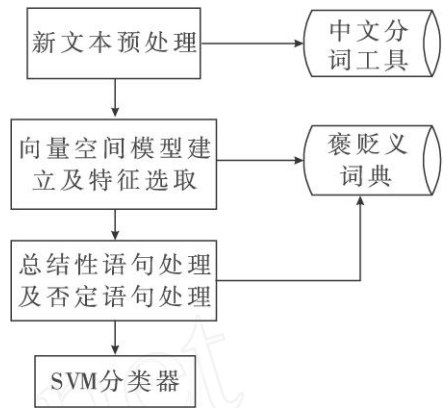 新文本预处理
中文分
词工具
向量空间模型建
立及特征选取
褒贬义
词典
总结性语句处理
及否定语句处理
SVM分类器